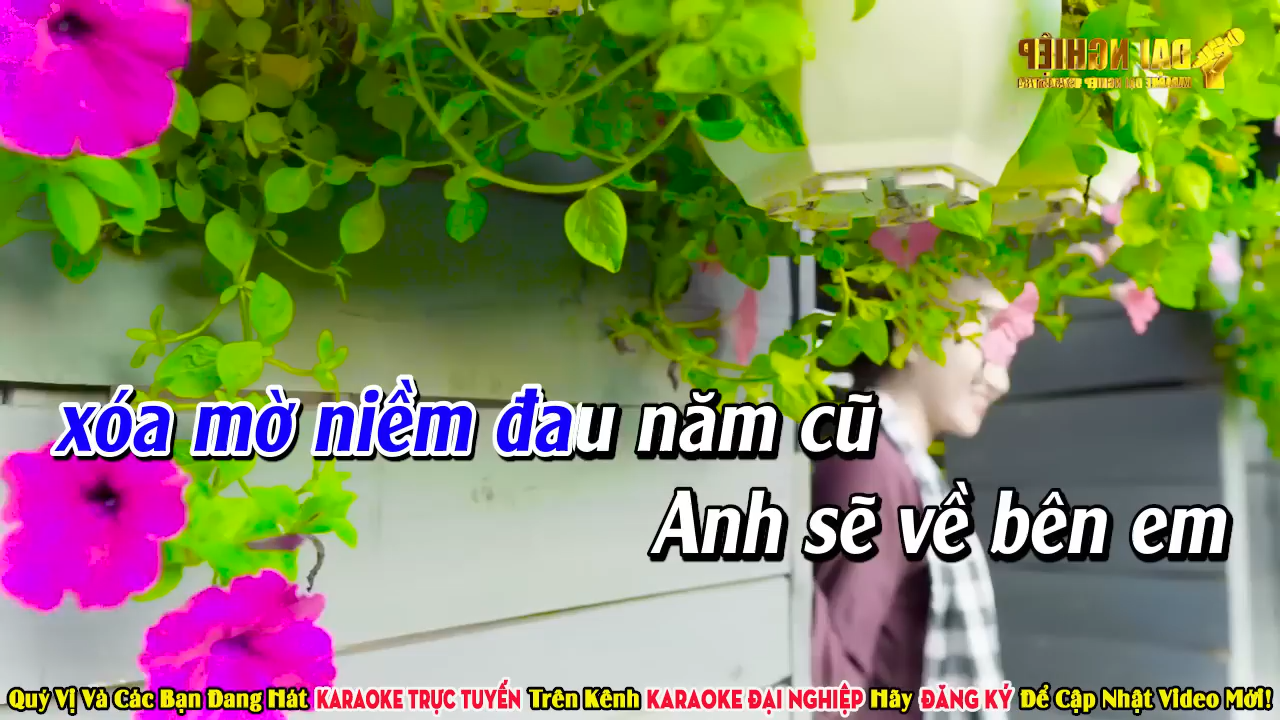 ĐẠI NGHIỆP
xóa mờ niềm đau năm cũ
Anh sẽ về bên em
Quý Vị Và Các Bạn Đang Hát KARAOKE TRỰC TUYẾN Trên Kênh KARAOKE ĐẠI NGHIỆP Hãy ĐĂNG KÝ Để Cập Nhật Video Mới!